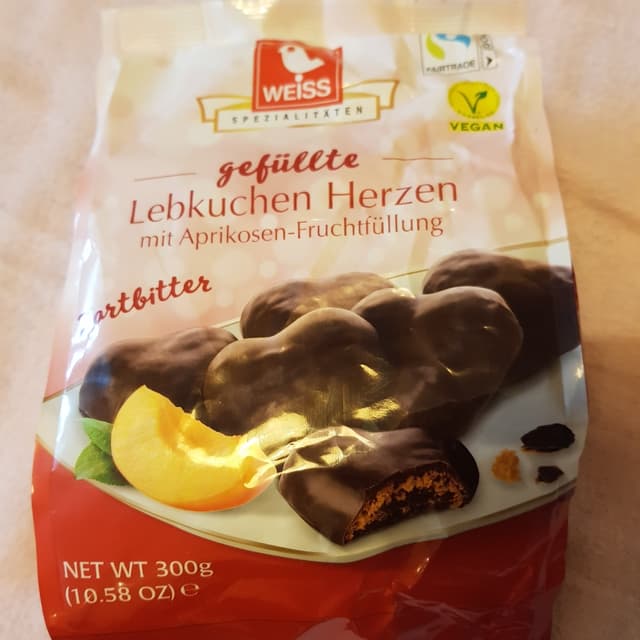 WEISS
SPEZIALITÄTEN
FAIRTRADE
VEGAN
gefüllte
Lebkuchen Herzen
mit Aprikosen-Fruchtfüllung
NET WT 300g
(10.58 OZ) ℮